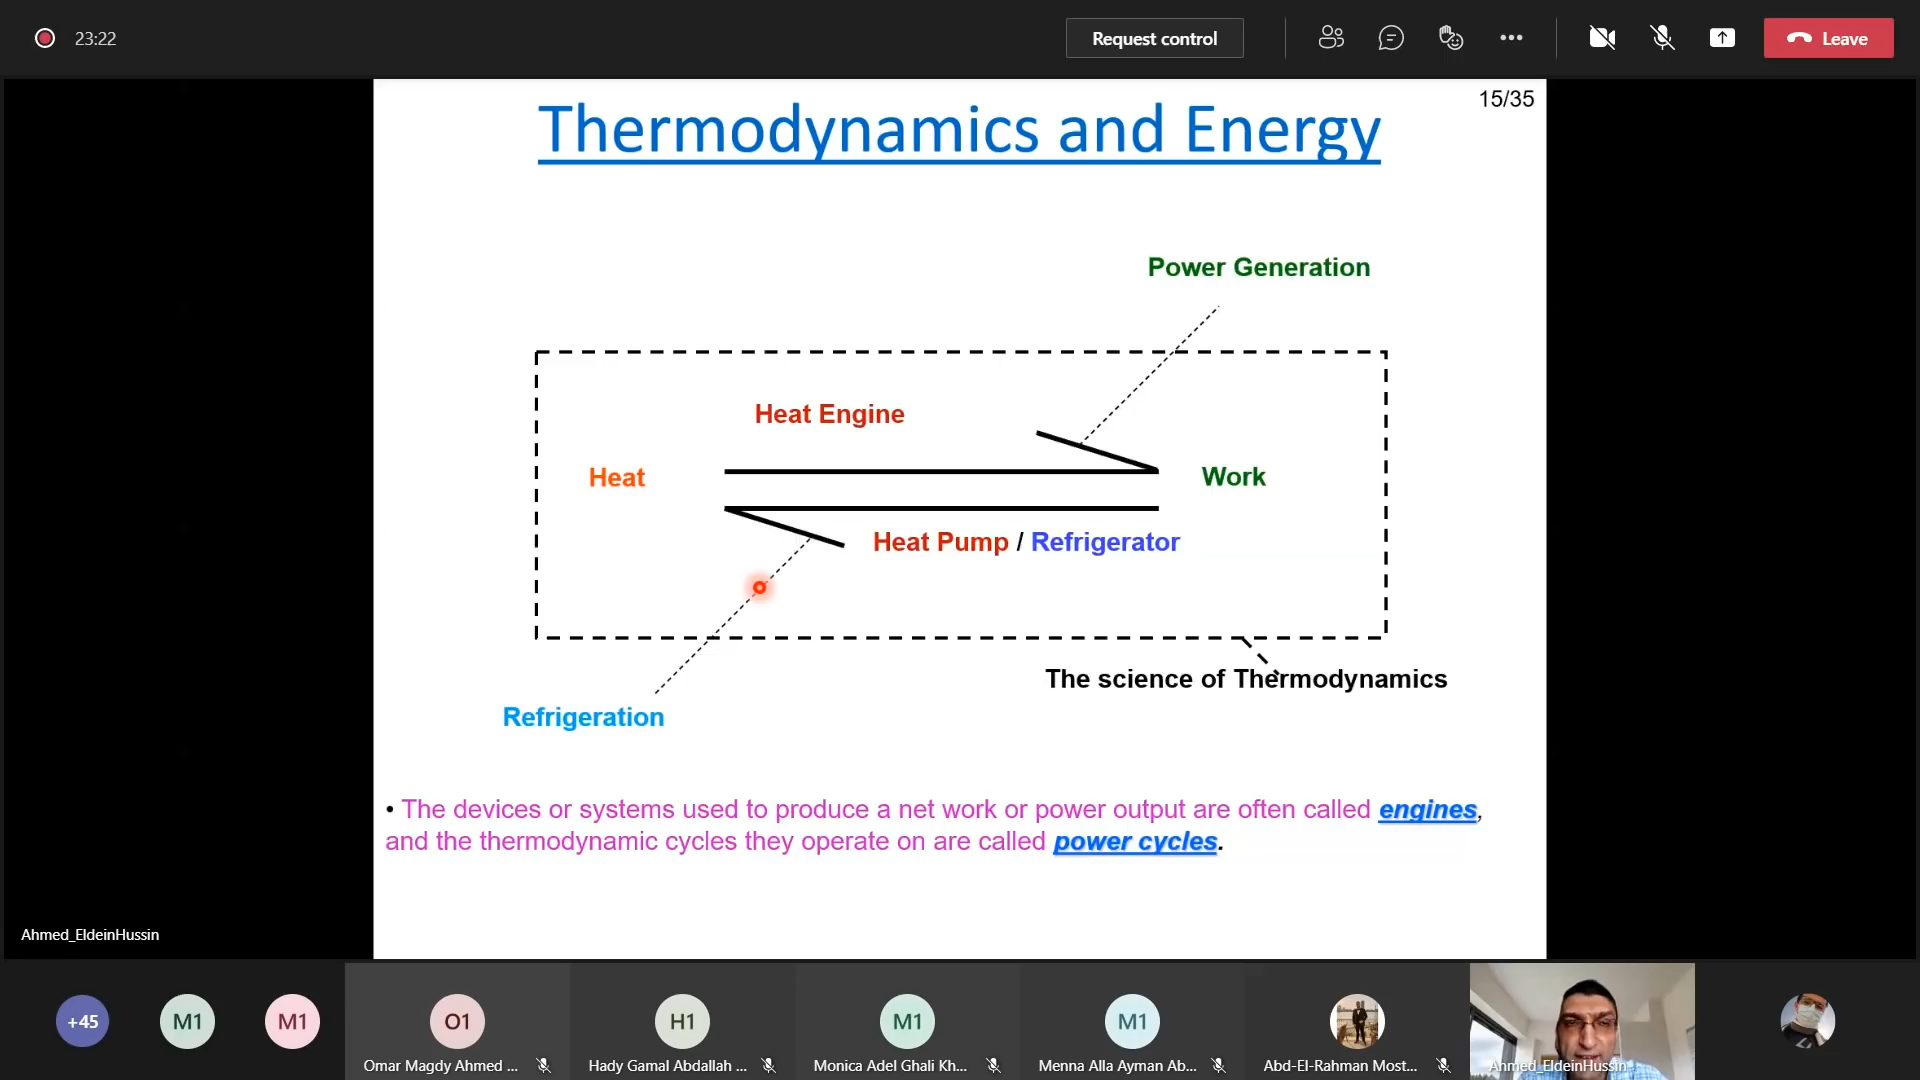 23:22
Request control
Leave
15/35
Thermodynamics and Energy
Power Generation
Heat Engine
Heat
Work
Heat Pump / Refrigerator
The science of Thermodynamics
Refrigeration
• The devices or systems used to produce a net work or power output are often called engines,
and the thermodynamic cycles they operate on are called power cycles.
Ahmed_EldeinHussin
+45
M1
M1
O1
H1
M1
M1
Omar Magdy Ahmed ...
Hady Gamal Abdallah ...
Monica Adel Ghali Kh...
Menna Alla Ayman Ab...
Abd-El-Rahman Most...
Ahmed_EldeinHussin